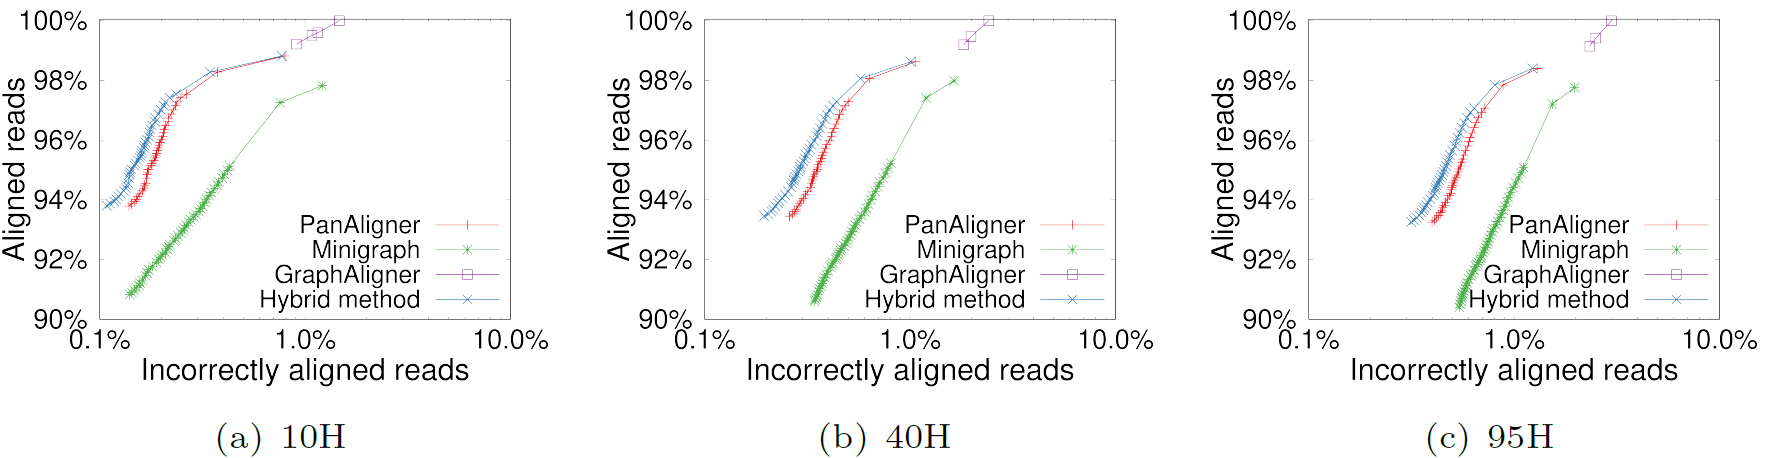 100%
98%
96%
94%
92%
90%
Aligned reads
0.1%
1.0%
10.0%
Incorrectly aligned reads
PanAligner
Minigraph
GraphAligner
Hybrid method
(a) 10H
100%
98%
96%
94%
92%
90%
Aligned reads
0.1%
1.0%
10.0%
Incorrectly aligned reads
PanAligner
Minigraph
GraphAligner
Hybrid method
(b) 40H
100%
98%
96%
94%
92%
90%
Aligned reads
0.1%
1.0%
10.0%
Incorrectly aligned reads
PanAligner
Minigraph
GraphAligner
Hybrid method
(c) 95H